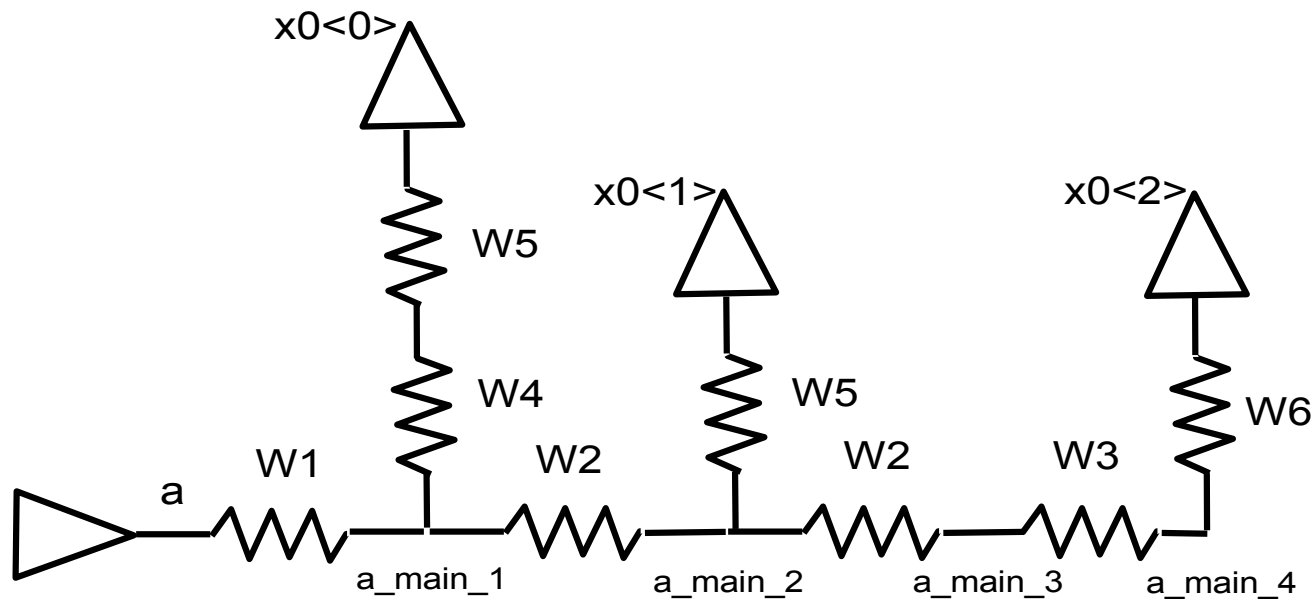 x0<0>
x0<1>
x0<2>
W5
W4
W5
W6
W1
W2
W2
W3
a
a_main_1
a_main_2
a_main_3
a_main_4